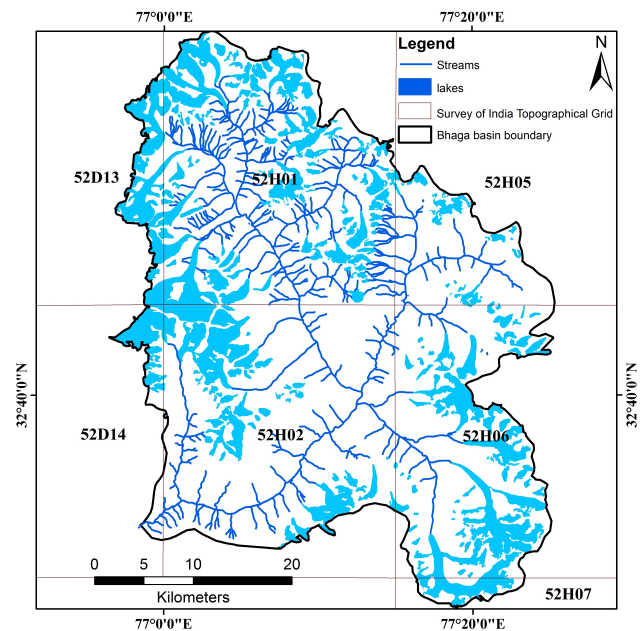 77°0'0"E
77°20'0"E
Legend
Streams
lakes
Survey of India Topographical Grid
Bhaga basin boundary
N
52D13
52H01
52H05
32°40'0"N
32°40'0"N
52D14
52H02
52H06
0
5
10
20
Kilometers
52H07
77°0'0"E
77°20'0"E